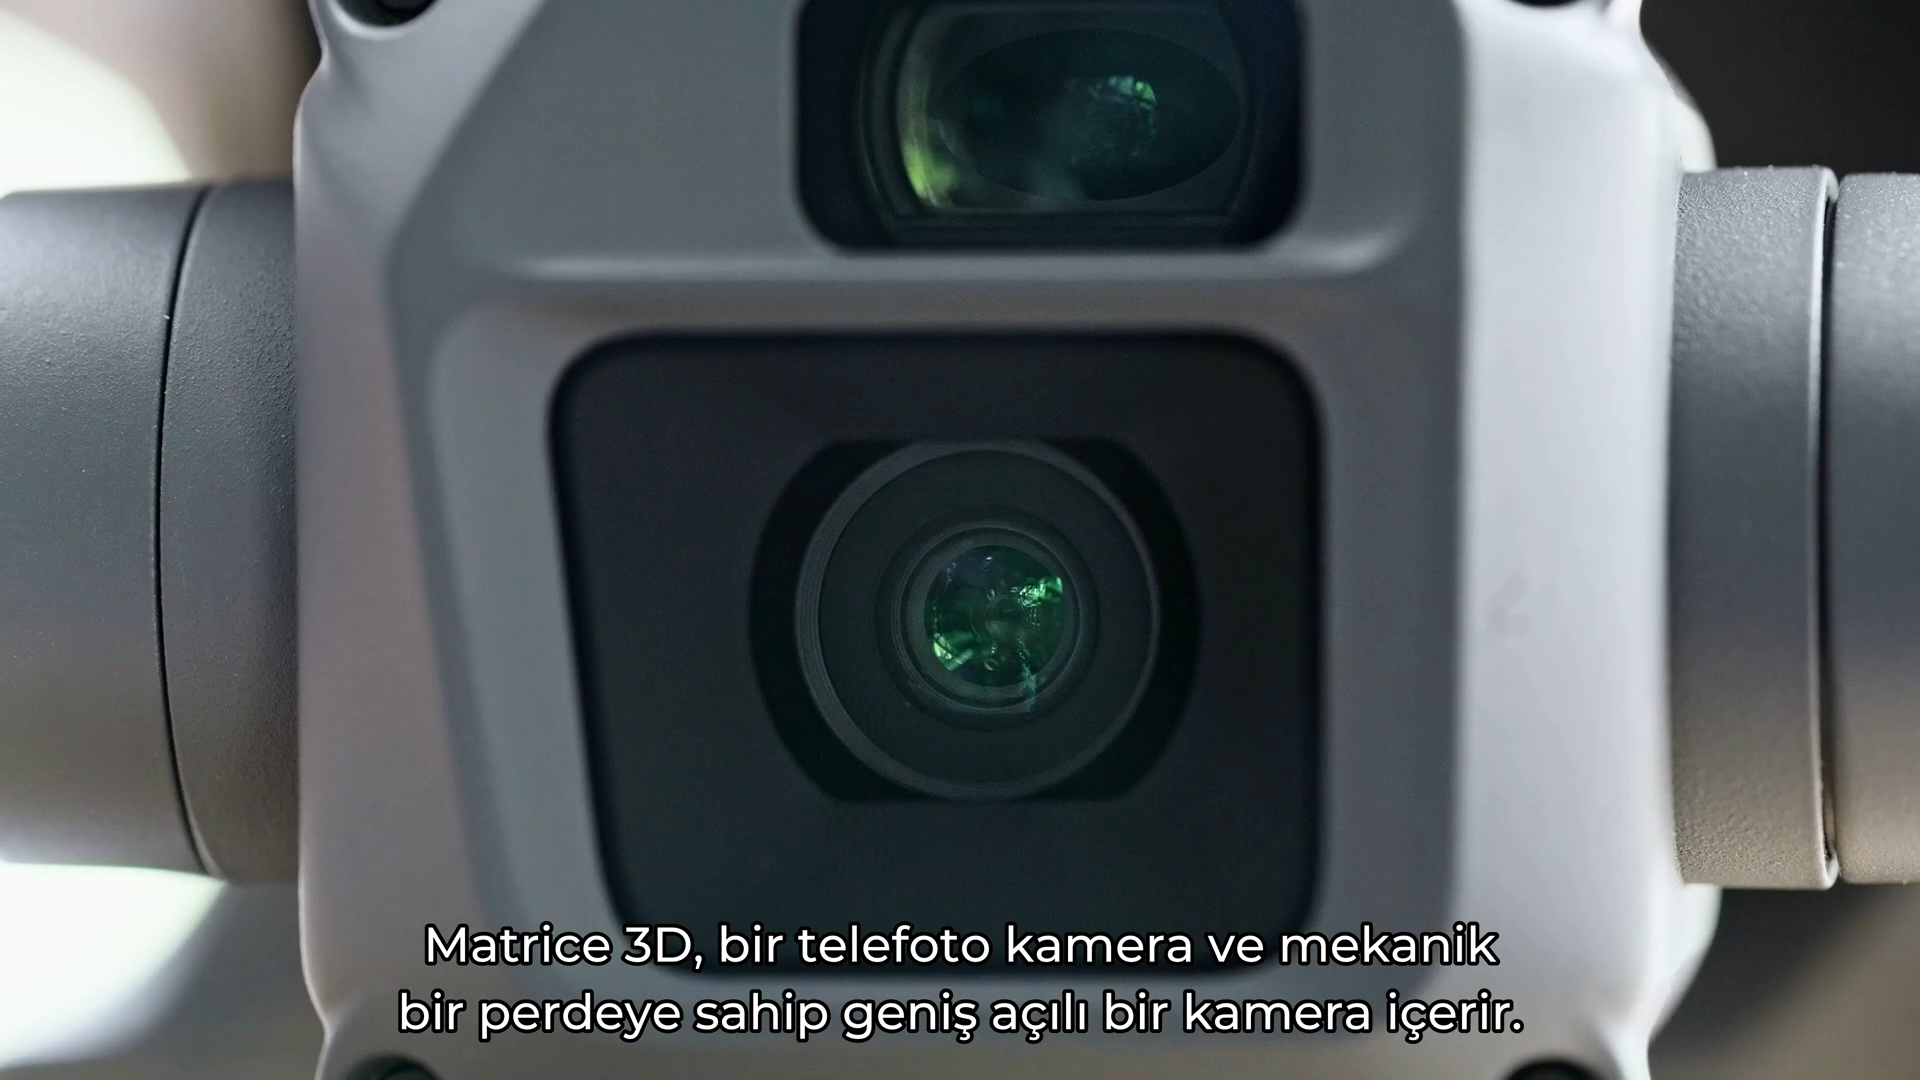 Matrice 3D, bir telefoto kamera ve mekanik
bir perdeye sahip geniş açılı bir kamera içerir.